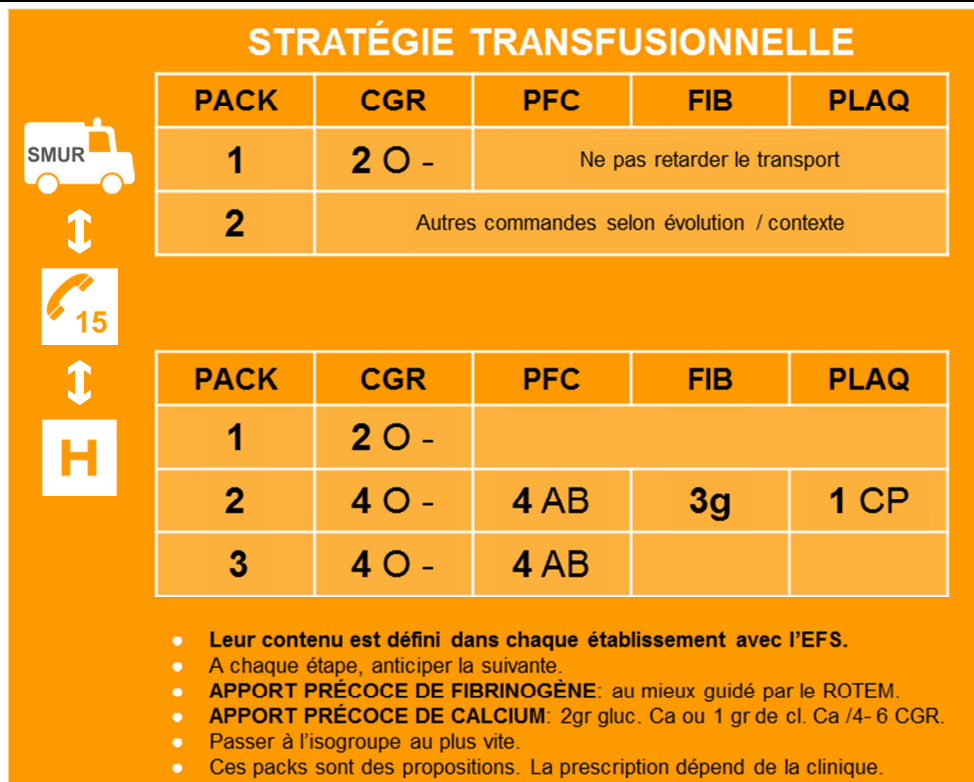 STRATÉGIE TRANSFUSIONNELLE
PACK CGR PFC FIB PLAQ
SMUR
1 2 O - Ne pas retarder le transport
2 Autres commandes selon évolution / contexte
15
PACK CGR PFC FIB PLAQ
1 2 O -
H
2 4 O - 4 AB 3g 1 CP
3 4 O - 4 AB
Leur contenu est défini dans chaque établissement avec l'EFS.
A chaque étape, anticiper la suivante.
APPORT PRÉCOCE DE FIBRINOGÈNE: au mieux guidé par le ROTEM.
APPORT PRÉCOCE DE CALCIUM: 2gr gluc. Ca ou 1 gr de cl. Ca /4- 6 CGR.
Passer à l'isogroupe au plus vite.
Ces packs sont des propositions. La prescription dépend de la clinique.